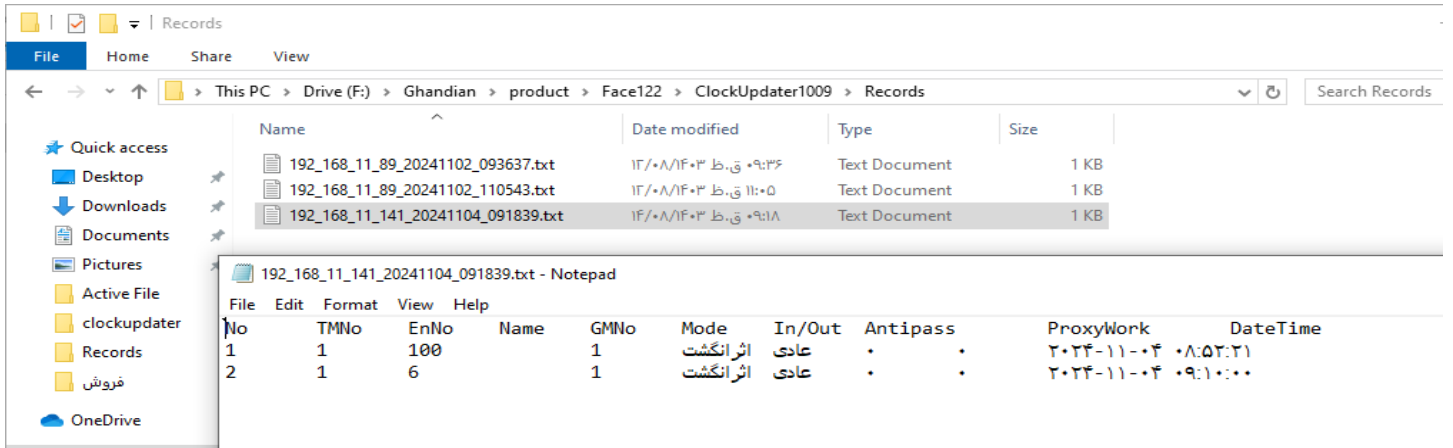 Records
File Home Share View
This PC > Drive (F:) > Ghandian > product > Face122 > ClockUpdater1009 > Records
Search Records
Name Date modified Type Size
Quick access
Desktop
Downloads
Documents
Pictures
Active File
clockupdater
Records
فروش
OneDrive
192_168_11_89_20241102_093637.txt ۱۲/۰۸/۱۴۰۳ ق.ظ ۰۹:۳۶ Text Document 1 KB
192_168_11_89_20241102_110543.txt ۱۲/۰۸/۱۴۰۳ ق.ظ ۱۱:۰۵ Text Document 1 KB
192_168_11_141_20241104_091839.txt ۱۴/۰۸/۱۴۰۳ ق.ظ ۰۹:۱۸ Text Document 1 KB
192_168_11_141_20241104_091839.txt - Notepad
File Edit Format View Help
No TMNo EnNo Name GMNo Mode In/Out Antipass ProxyWork DateTime
1 1 100 1 اثرانگشت عادی ۰ ۰ ۲۰۲۴-۱۱-۰۴ ۰۸:۵۲:۲۱
2 1 6 1 اثرانگشت عادی ۰ ۰ ۲۰۲۴-۱۱-۰۴ ۰۹:۱۰:۰۰